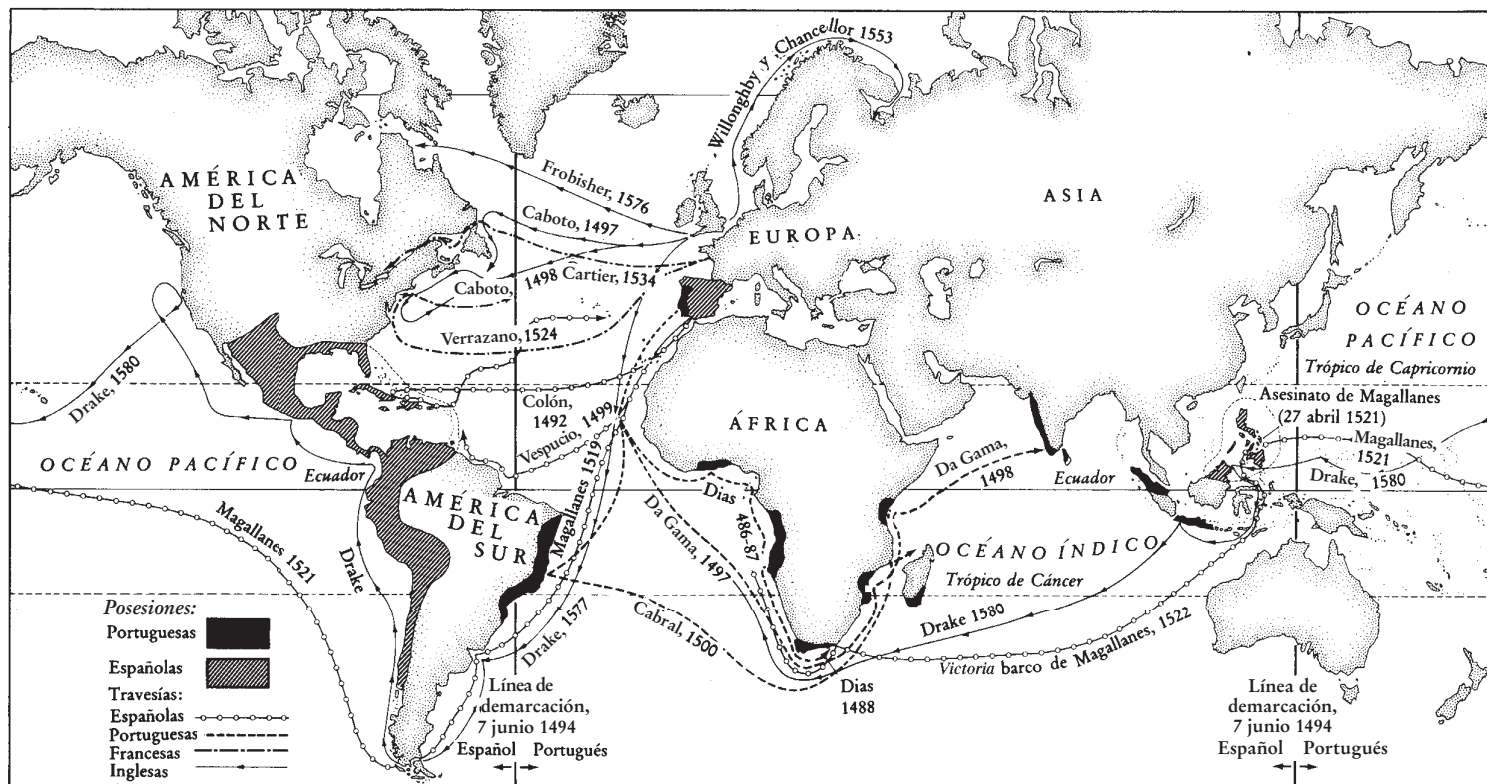 Willonghby y Chancellor 1553
AMÉRICA
DEL
NORTE
Frobisher, 1576
Caboto, 1497
Caboto, 1498
Cartier, 1534
Verrazano, 1524
EUROPA
ASIA
OCÉANO
PACÍFICO
Trópico de Capricornio
Asesinato de Magallanes
(27 abril 1521)
Magallanes,
1521
Drake, 1580
Drake, 1580
Colón,
1492
Vespucio, 1499
ÁFRICA
Da Gama,
1498
Ecuador
OCÉANO PACÍFICO
Ecuador
AMÉRICA
DEL
SUR
Magallanes 1519
Dias
486-87
Da Gama, 1497
Magallanes 1521
Drake
OCÉANO ÍNDICO
Trópico de Cáncer
Drake 1580
Victoria barco de Magallanes, 1522
Cabral, 1500
Drake, 1577
Dias
1488
Posesiones:
Portuguesas
Españolas
Travesías:
Españolas
Portuguesas
Francesas
Inglesas
Línea de
demarcación,
7 junio 1494
Español Portugués
Línea de
demarcación,
7 junio 1494
Español Portugués